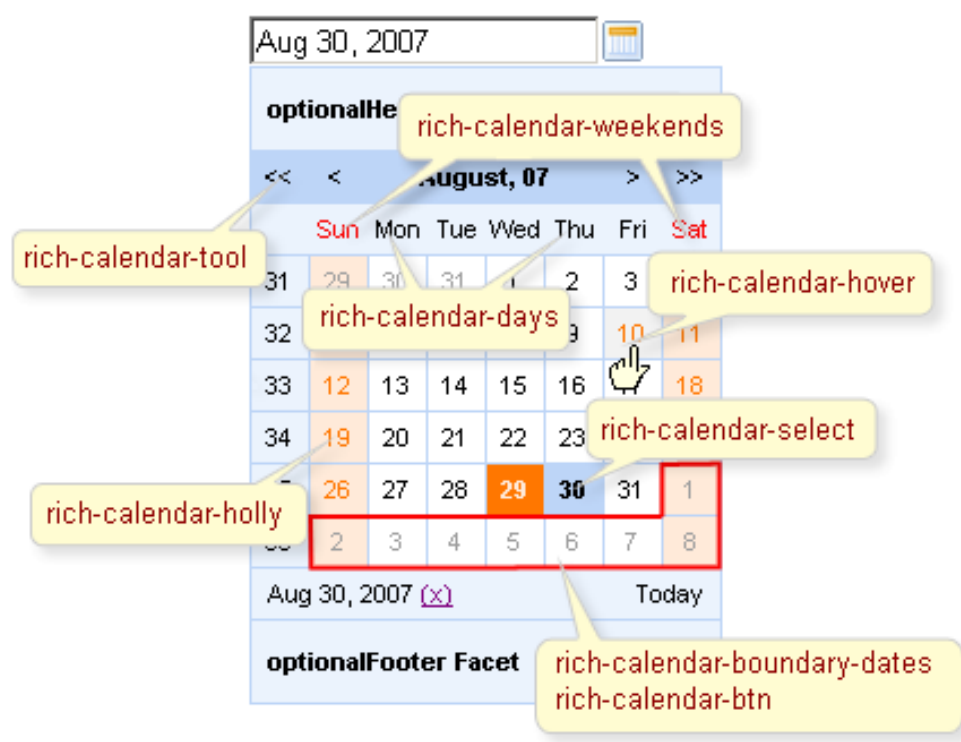 Aug 30, 2007
optionalHe
rich-calendar-weekends
<< < August, 07 > >>
Sun Mon Tue Wed Thu Fri Sat
rich-calendar-tool
31 29 30 31 1 2 3
rich-calendar-hover
rich-calendar-days
32 9 10 11
33 12 13 14 15 16 18
34 19 20 21 22 23
rich-calendar-select
26 27 28 29 30 31 1
rich-calendar-holly
2 3 4 5 6 7 8
Aug 30, 2007 (x) Today
optionalFooter Facet
rich-calendar-boundary-dates
rich-calendar-btn